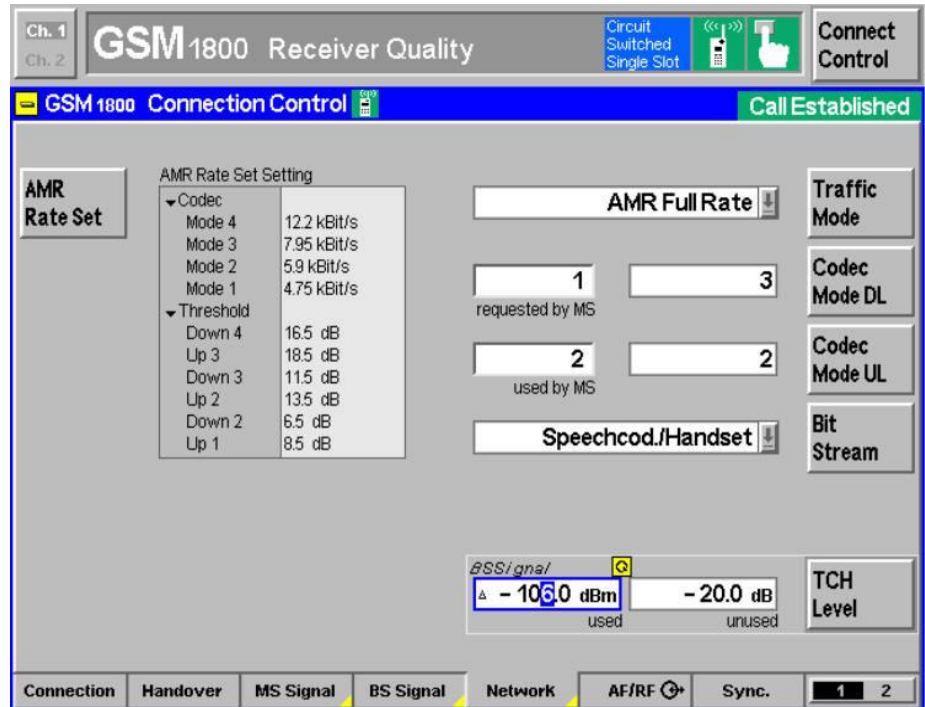 Ch. 1
Ch. 2
GSM 1800 Receiver Quality
Circuit
Switched
Single Slot
Connect
Control
GSM 1800 Connection Control
Call Established
AMR
Rate Set
AMR Rate Set Setting
Codec
Mode 4 12.2 kBit/s
Mode 3 7.95 kBit/s
Mode 2 5.9 kBit/s
Mode 1 4.75 kBit/s
Threshold
Down 4 16.5 dB
Up 3 18.5 dB
Down 3 11.5 dB
Up 2 13.5 dB
Down 2 6.5 dB
Up 1 8.5 dB
AMR Full Rate
Traffic
Mode
1 3
requested by MS
Codec
Mode DL
2 2
used by MS
Codec
Mode UL
Speechcod./Handset
Bit
Stream
BSSignal
Δ – 106.0 dBm – 20.0 dB
used unused
TCH
Level
Connection Handover MS Signal BS Signal Network AF/RF Sync. 1 2